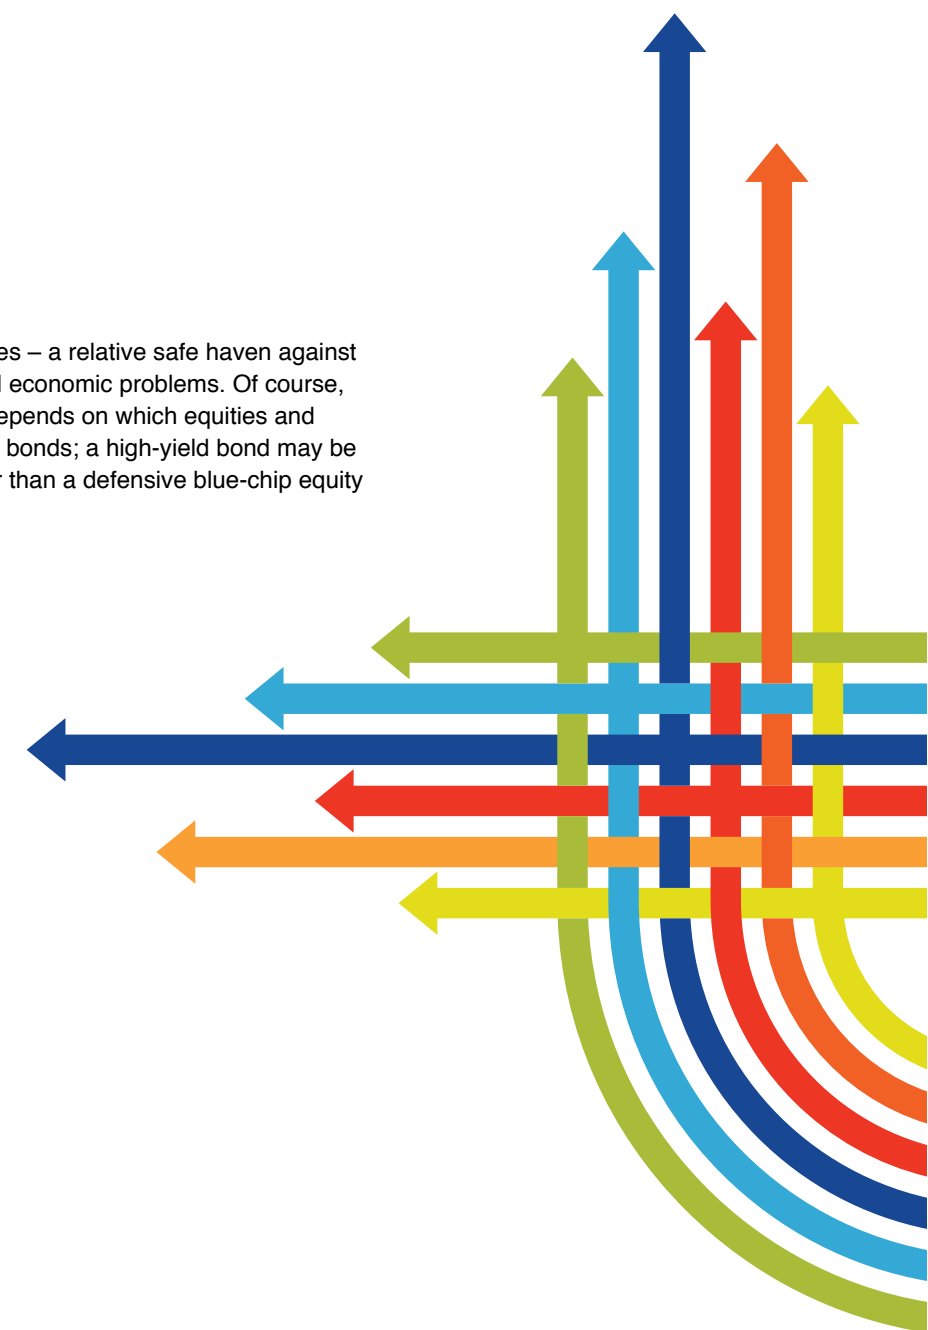 es – a relative safe haven against
l economic problems. Of course,
epends on which equities and
bonds; a high-yield bond may be
r than a defensive blue-chip equity